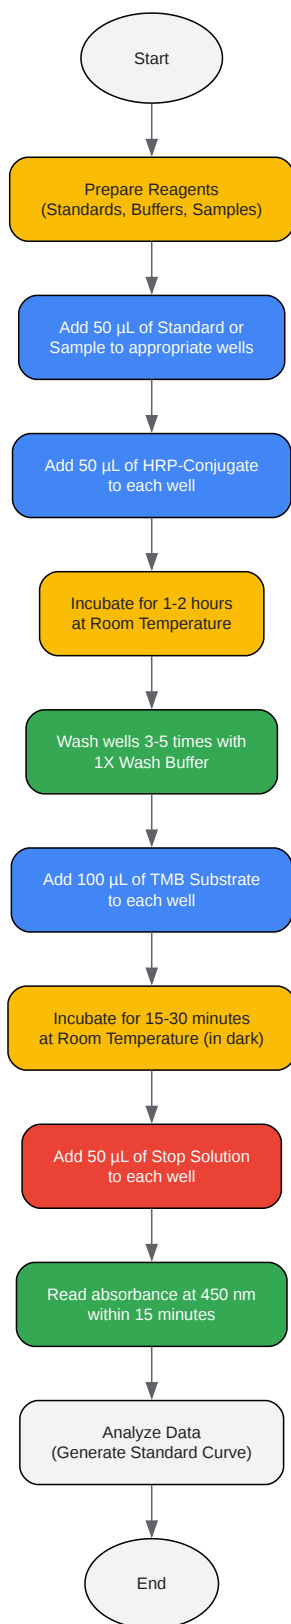 Start
Prepare Reagents
(Standards, Buffers, Samples)
Add 50 µL of Standard or
Sample to appropriate wells
Add 50 µL of HRP-Conjugate
to each well
Incubate for 1-2 hours
at Room Temperature
Wash wells 3-5 times with
1X Wash Buffer
Add 100 µL of TMB Substrate
to each well
Incubate for 15-30 minutes
at Room Temperature (in dark)
Add 50 µL of Stop Solution
to each well
Read absorbance at 450 nm
within 15 minutes
Analyze Data
(Generate Standard Curve)
End